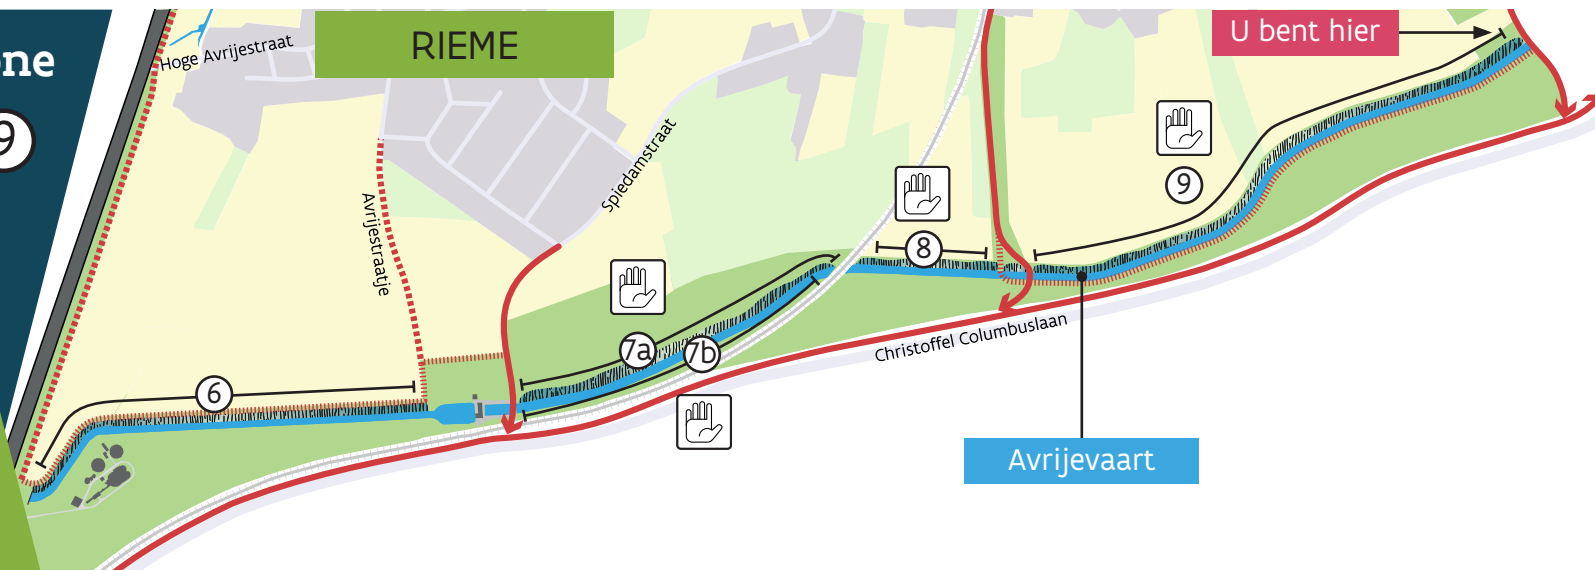 ne
9
Hoge Avrijestraat
RIEME
U bent hier
Spiedamstraat
Avrijestraatje
9
8
7a
7b
6
Christoffel Columbuslaan
Avrijevaart